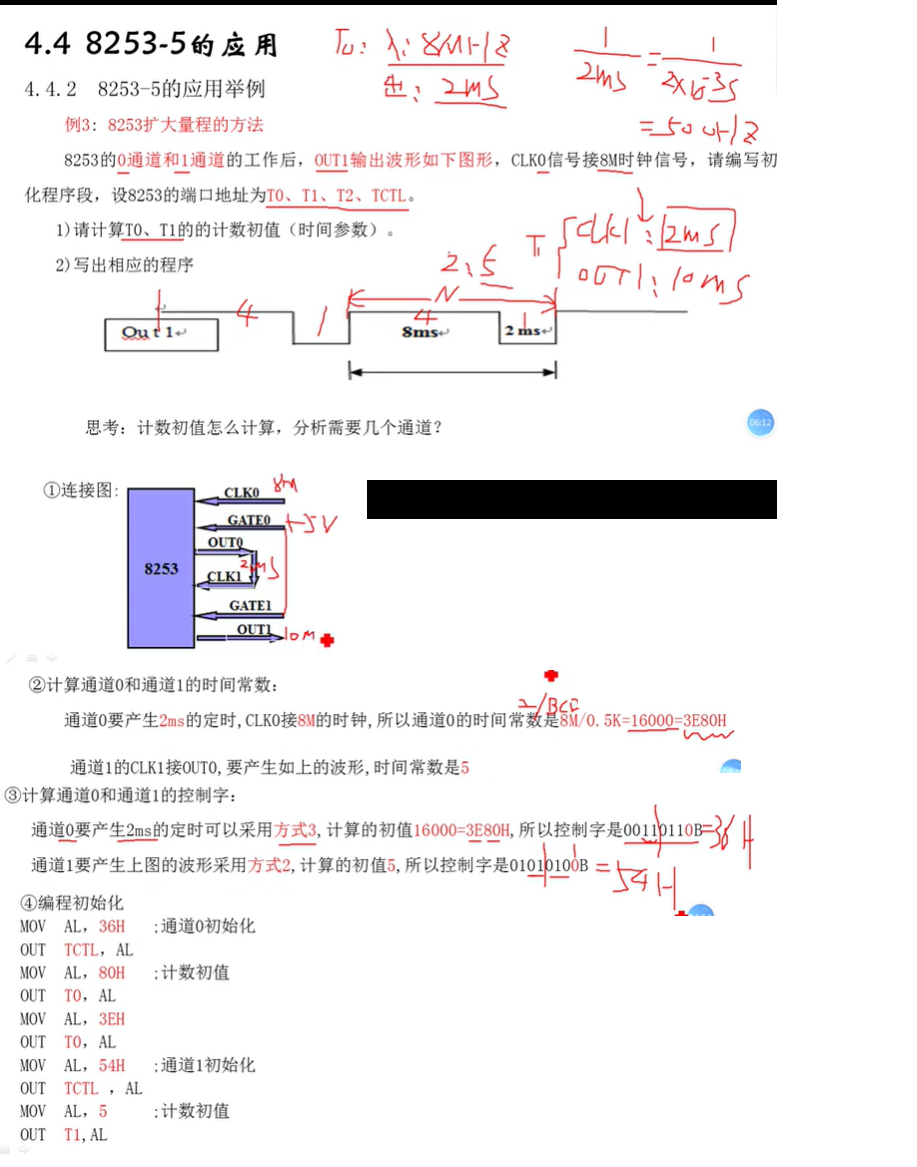 4.4 8253-5的应用
T0: 入: 8MHZ
出: 2MS
1/2MS = 1/2X10-3S
=500HZ
4.4.2 8253-5的应用举例
例3: 8253扩大量程的方法
8253的0通道和1通道的工作后，OUT1输出波形如下图形，CLK0信号接8M时钟信号，请编写初
化程序段，设8253的端口地址为T0、T1、T2、TCTL。
1)请计算T0、T1的的计数初值（时间参数）。
T1 CLK1: 2mS
OUT1: 10mS
2)写出相应的程序
2、5
N
4 1 4 1
Out1 8ms 2ms
思考: 计数初值怎么计算，分析需要几个通道?
06:12
①连接图:
CLK0 8M
GATE0 +5V
OUT0
8253
2MS
CLK1
GATE1
OUT1 10M
②计算通道0和通道1的时间常数:
2/BCD
通道0要产生2ms的定时,CLK0接8M的时钟,所以通道0的时间常数是8M/0.5K=16000=3E80H
通道1的CLK1接OUT0,要产生如上的波形,时间常数是5
③计算通道0和通道1的控制字:
通道0要产生2ms的定时可以采用方式3,计算的初值16000=3E80H,所以控制字是00110110B=36H
通道1要产生上图的波形采用方式2,计算的初值5,所以控制字是01010100B =54H
④编程初始化
MOV AL, 36H ;通道0初始化
OUT TCTL, AL
MOV AL, 80H ;计数初值
OUT T0, AL
MOV AL, 3EH
OUT T0, AL
MOV AL, 54H ;通道1初始化
OUT TCTL , AL
MOV AL, 5 ;计数初值
OUT T1,AL